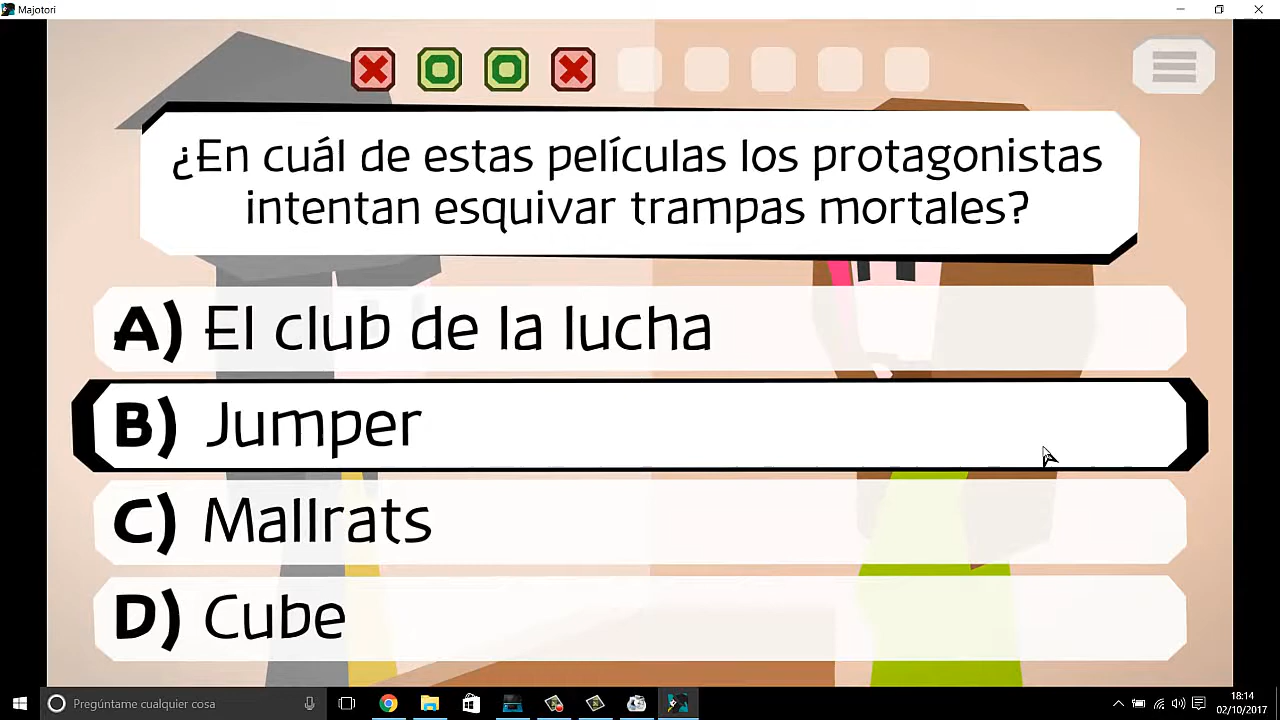 Majotori
¿En cuál de estas películas los protagonistas
intentan esquivar trampas mortales?
A) El club de la lucha
B) Jumper
C) Mallrats
D) Cube
Pregúntame cualquier cosa
18:14
02/10/2017